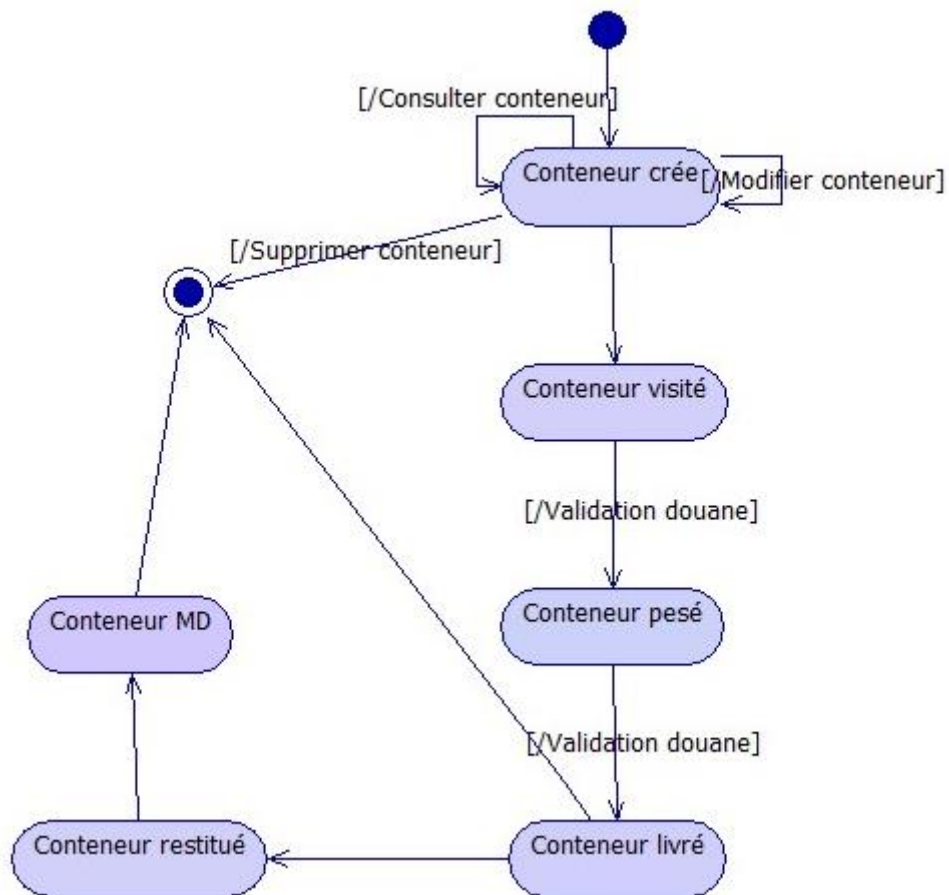 [/Consulter conteneur]
Conteneur crée
[/Modifier conteneur]
[/Supprimer conteneur]
Conteneur visité
[/Validation douane]
Conteneur pesé
Conteneur MD
[/Validation douane]
Conteneur restitué
Conteneur livré